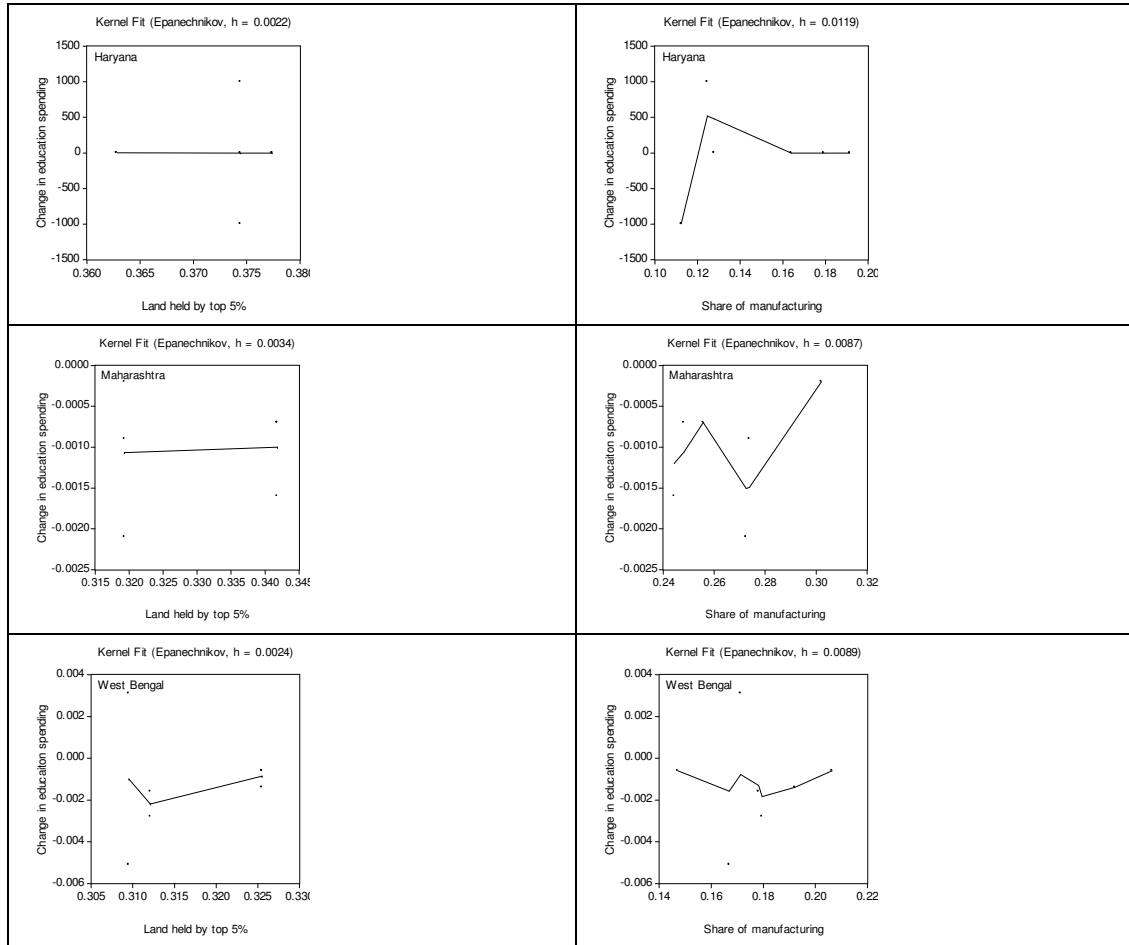 Kernel Fit (Epanechnikov, h = 0.0022)
Haryana
Change in education spending
1500
1000
500
0
-500
-1000
-1500
0.360 0.365 0.370 0.375
Land held by top 5%
Kernel Fit (Epanechnikov, h = 0.0119)
Haryana
Change in education spending
1500
1000
500
0
-500
-1000
-1500
0.10 0.12 0.14 0.16 0.18 0.20
Share of manufacturing
Kernel Fit (Epanechnikov, h = 0.0034)
Maharashtra
Change in education spending
0.0000
-0.0005
-0.0010
-0.0015
-0.0020
-0.0025
0.315 0.320 0.325 0.330 0.335 0.340
Land held by top 5%
Kernel Fit (Epanechnikov, h = 0.0087)
Maharashtra
Change in educaiton spending
0.0000
-0.0005
-0.0010
-0.0015
-0.0020
-0.0025
0.24 0.26 0.28 0.30 0.32
Share of manufacturing
Kernel Fit (Epanechnikov, h = 0.0024)
West Bengal
Change in educaiton spending
0.004
0.002
0.000
-0.002
-0.004
-0.006
0.305 0.310 0.315 0.320 0.325
Land held by top 5%
Kernel Fit (Epanechnikov, h = 0.0089)
West Bengal
Change in education spending
0.004
0.002
0.000
-0.002
-0.004
-0.006
0.14 0.16 0.18 0.20 0.22
Share of manufacturing